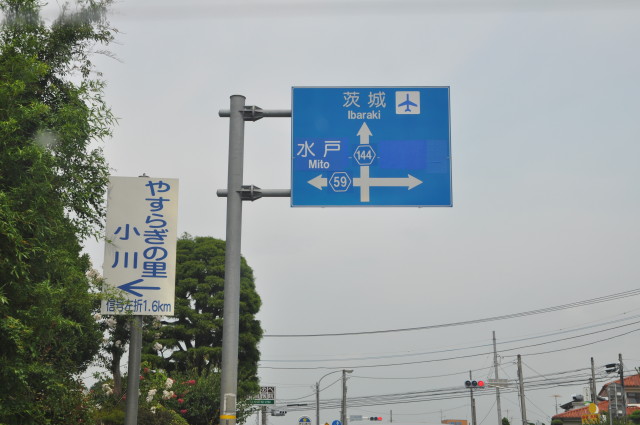 茨城
Ibaraki
水戸
Mito
144
59
やすらぎの里
小川
信号左折1.6km